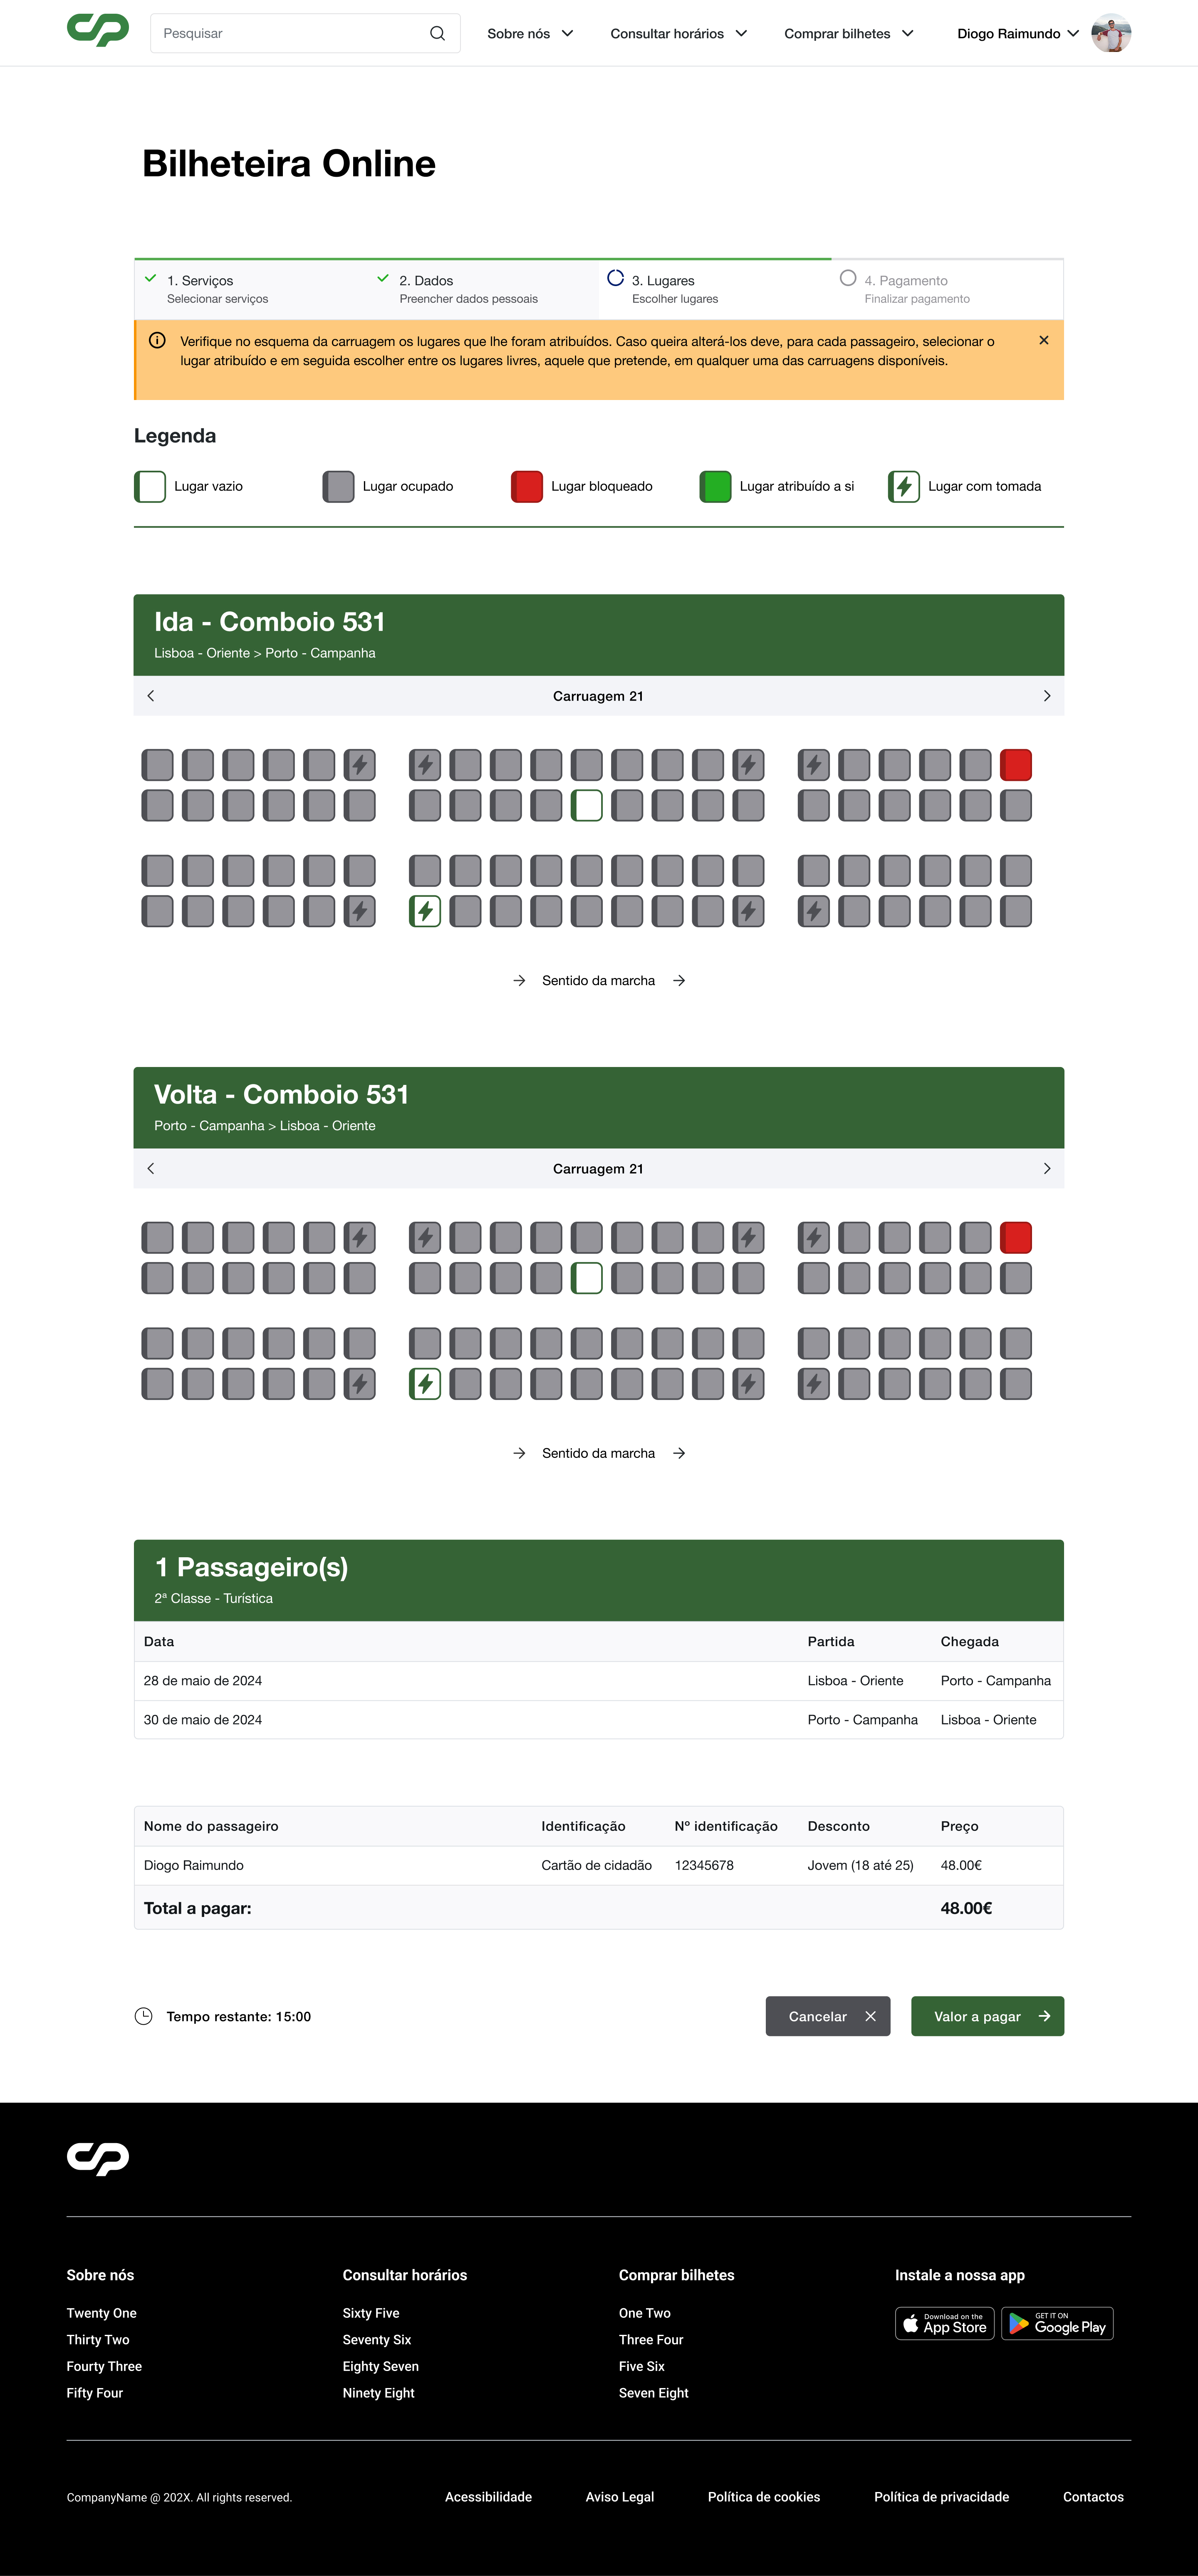 CP
Pesquisar
Sobre nós
Consultar horários
Comprar bilhetes
Diogo Raimundo
Bilheteira Online
1. Serviços
Selecionar serviços
2. Dados
Preencher dados pessoais
3. Lugares
Escolher lugares
4. Pagamento
Finalizar pagamento
Verifique no esquema da carruagem os lugares que lhe foram atribuídos. Caso queira alterá-los deve, para cada passageiro, selecionar o
lugar atribuído e em seguida escolher entre os lugares livres, aquele que pretende, em qualquer uma das carruagens disponíveis.
Legenda
Lugar vazio
Lugar ocupado
Lugar bloqueado
Lugar atribuído a si
Lugar com tomada
Ida - Comboio 531
Lisboa - Oriente > Porto - Campanha
Carruagem 21
Sentido da marcha
Volta - Comboio 531
Porto - Campanha > Lisboa - Oriente
Carruagem 21
Sentido da marcha
1 Passageiro(s)
2ª Classe - Turística
Data Partida Chegada
28 de maio de 2024 Lisboa - Oriente Porto - Campanha
30 de maio de 2024 Porto - Campanha Lisboa - Oriente
Nome do passageiro Identificação Nº identificação Desconto Preço
Diogo Raimundo Cartão de cidadão 12345678 Jovem (18 até 25) 48.00€
Total a pagar: 48.00€
Tempo restante: 15:00
Cancelar
Valor a pagar
CP
Sobre nós
Twenty One
Thirty Two
Fourty Three
Fifty Four
Consultar horários
Sixty Five
Seventy Six
Eighty Seven
Ninety Eight
Comprar bilhetes
One Two
Three Four
Five Six
Seven Eight
Instale a nossa app
Download on the
App Store
GET IT ON
Google Play
CompanyName @ 202X. All rights reserved.
Acessibilidade
Aviso Legal
Política de cookies
Política de privacidade
Contactos